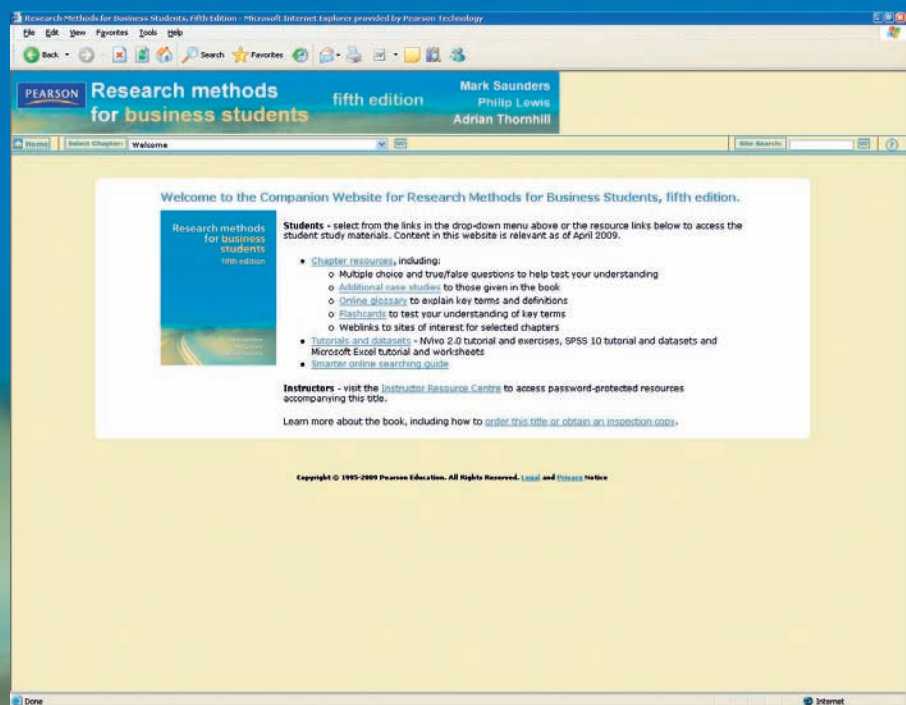 Research Methods for Business Students, Fifth Edition - Microsoft Internet Explorer provided by Pearson Technology
File Edit View Favorites Tools Help
Back Search Favorites
PEARSON
Research methods
for business students
fifth edition
Mark Saunders
Philip Lewis
Adrian Thornhill
Home Select Chapter: Welcome GO Site Search: GO ?
Welcome to the Companion Website for Research Methods for Business Students, fifth edition.
Research methods
for business
students
fifth edition
Students - select from the links in the drop-down menu above or the resource links below to access the
student study materials. Content in this website is relevant as of April 2009.
Chapter resources, including:
Multiple choice and true/false questions to help test your understanding
Additional case studies to those given in the book
Online glossary to explain key terms and definitions
Flashcards to test your understanding of key terms
Weblinks to sites of interest for selected chapters
Tutorials and datasets - NVivo 2.0 tutorial and exercises, SPSS 10 tutorial and datasets and
Microsoft Excel tutorial and worksheets
Smarter online searching guide
Instructors - visit the Instructor Resource Centre to access password-protected resources
accompanying this title.
Learn more about the book, including how to order this title or obtain an inspection copy.
Copyright © 1995-2009 Pearson Education. All Rights Reserved. Legal and Privacy Notice
Done Internet